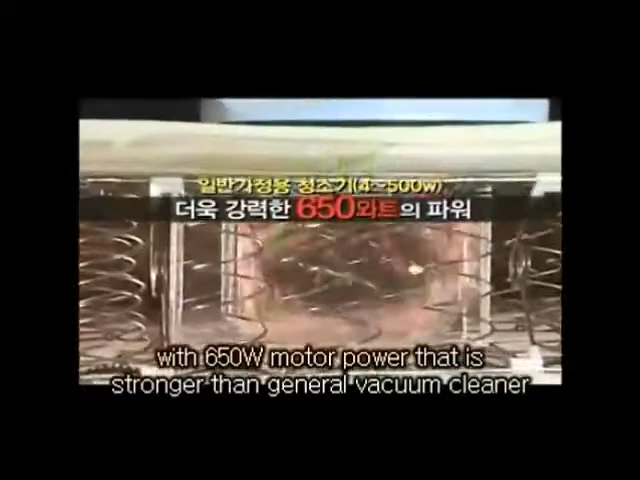 일반가정용 청소기(4~500w)
더욱 강력한 650와트의 파워
with 650W motor power that is
stronger than general vacuum cleaner